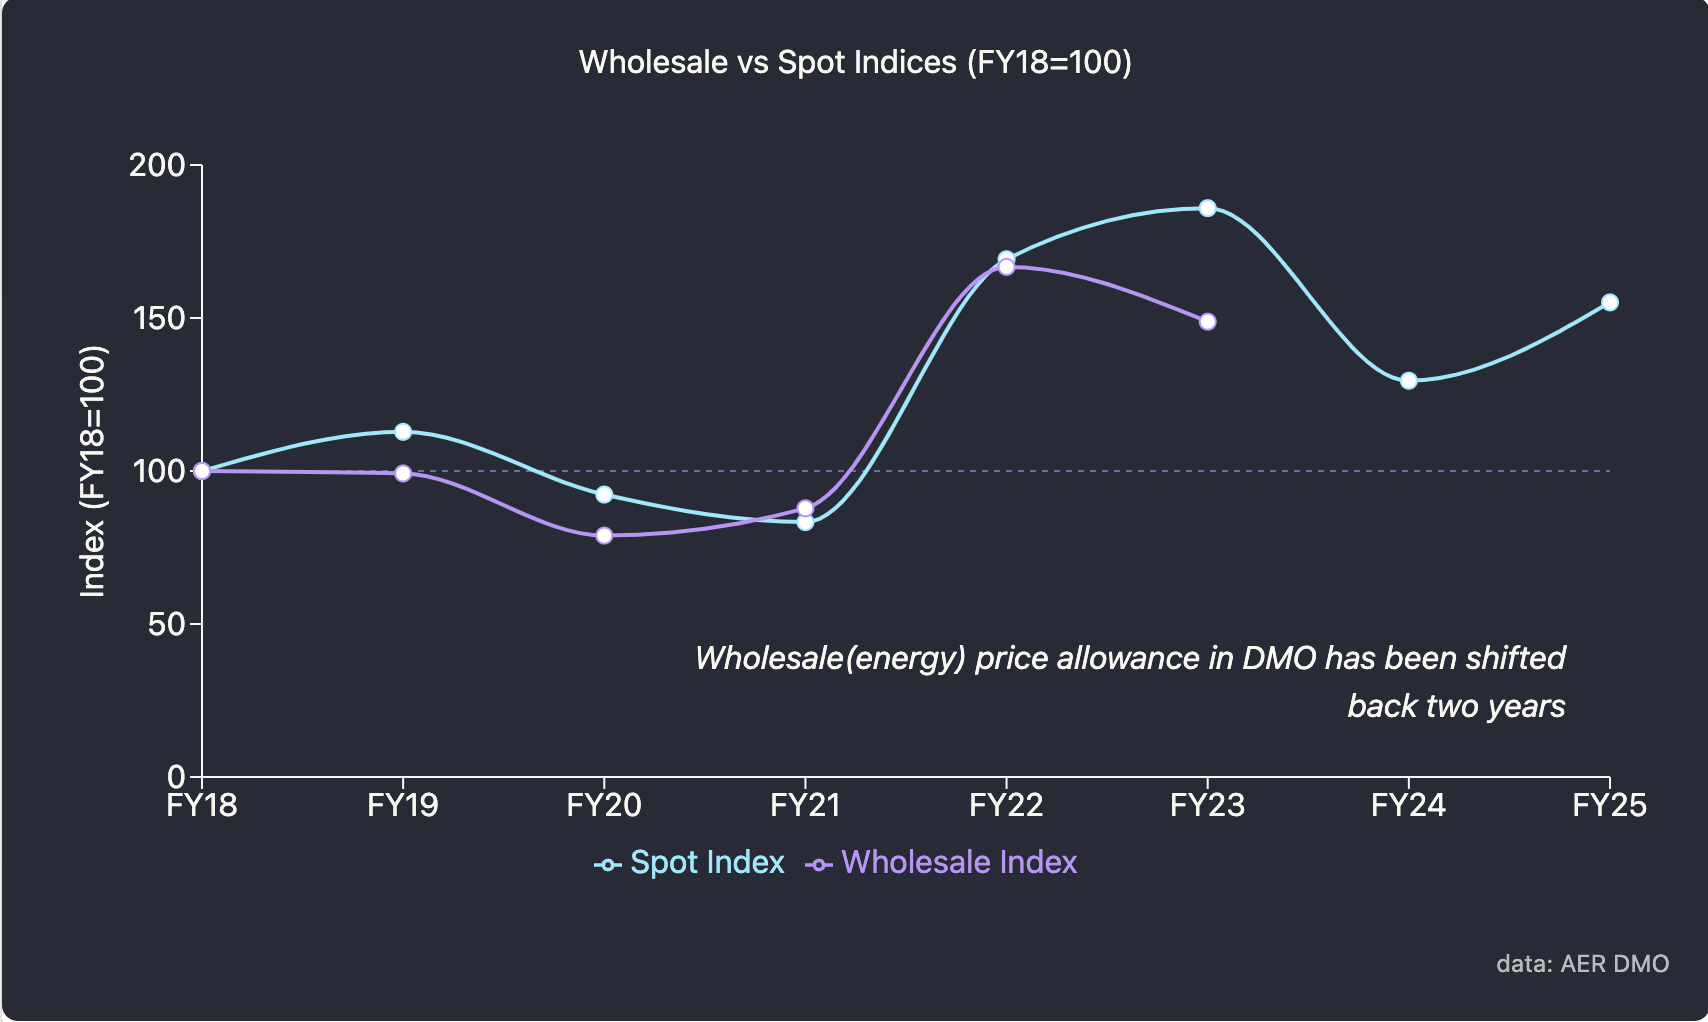 Wholesale vs Spot Indices (FY18=100)
200
150
100
50
0
Index (FY18=100)
Wholesale(energy) price allowance in DMO has been shifted
back two years
FY18 FY19 FY20 FY21 FY22 FY23 FY24 FY25
Spot Index Wholesale Index
data: AER DMO